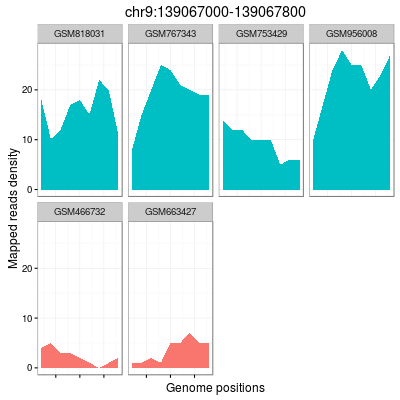 chr9:139067000-139067800
GSM818031 GSM767343 GSM753429 GSM956008
20
10
0
GSM466732 GSM663427
20
10
0
Mapped reads density
Genome positions